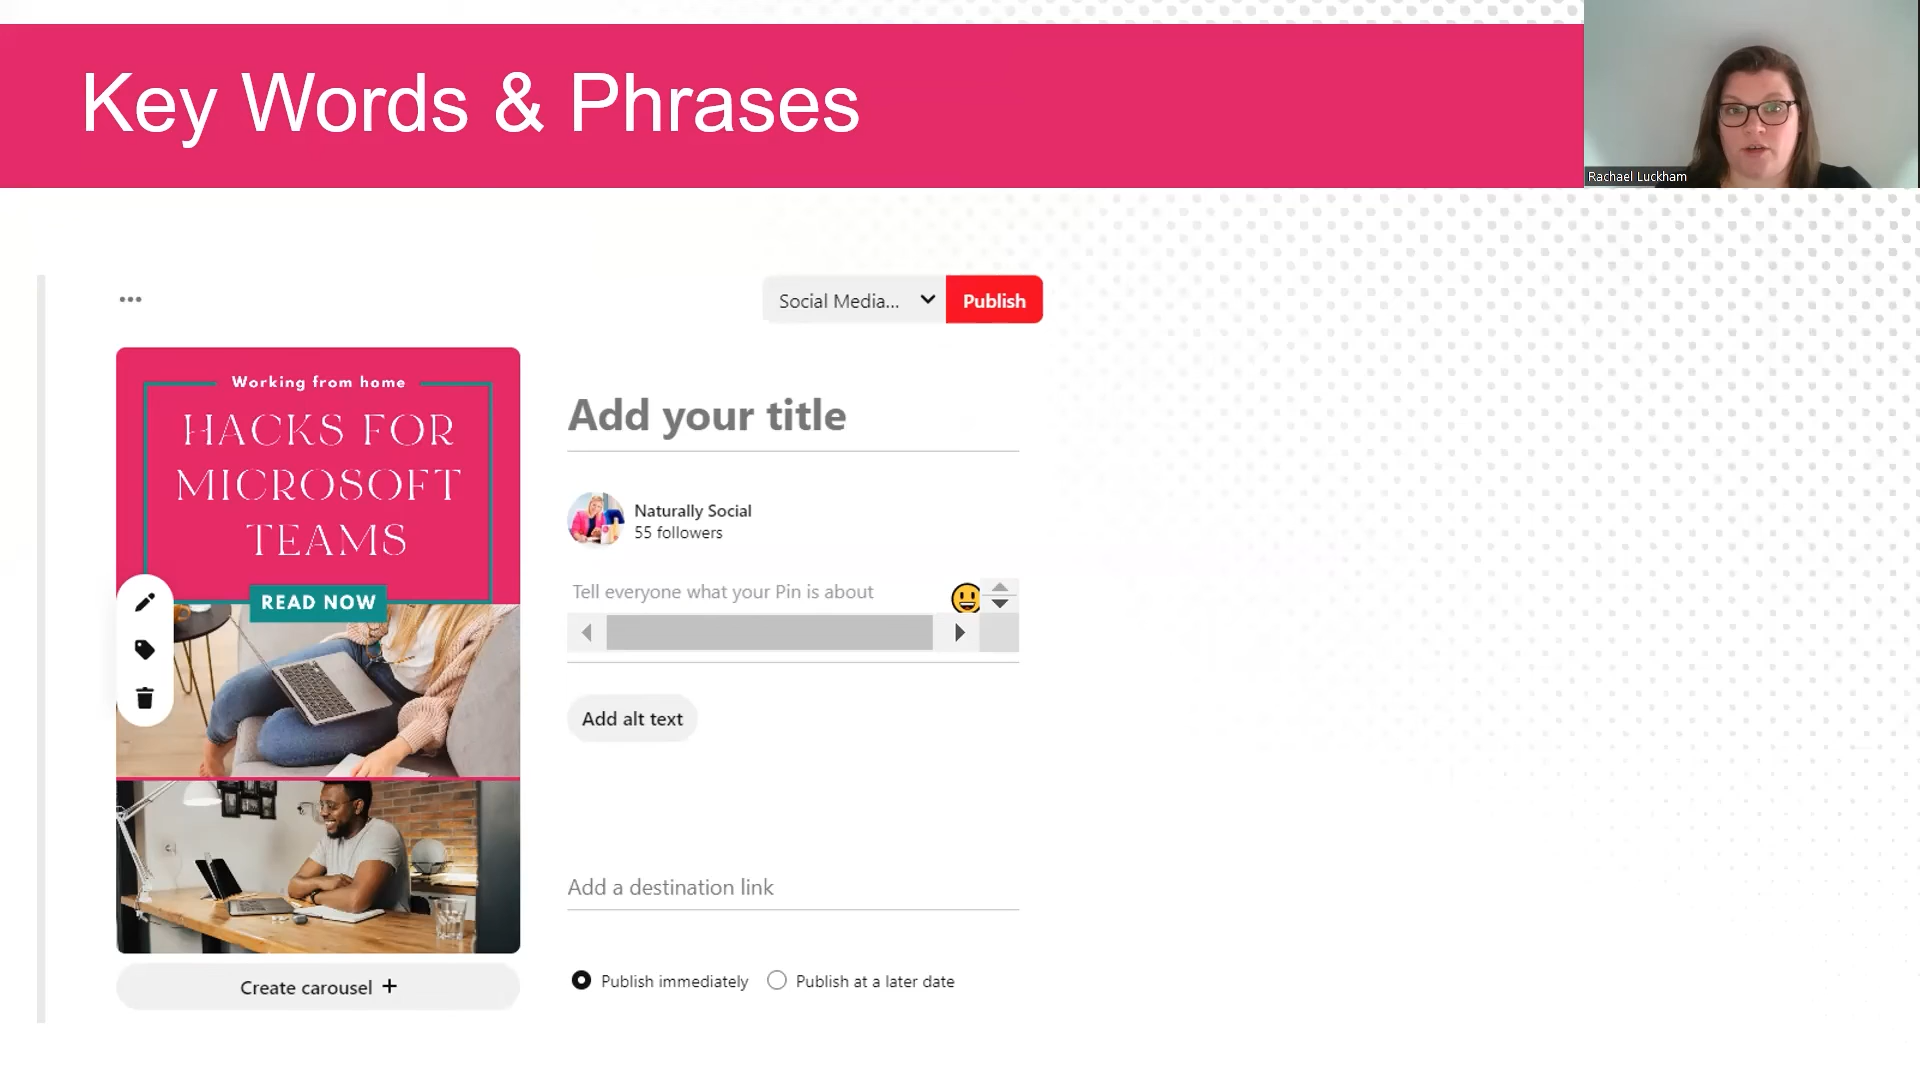 Key Words & Phrases
Rachael Luckham
Social Media...
Publish
Working from home
HACKS FOR
MICROSOFT
TEAMS
READ NOW
Add your title
Naturally Social
55 followers
Tell everyone what your Pin is about
Add alt text
Add a destination link
Create carousel +
Publish immediately
Publish at a later date